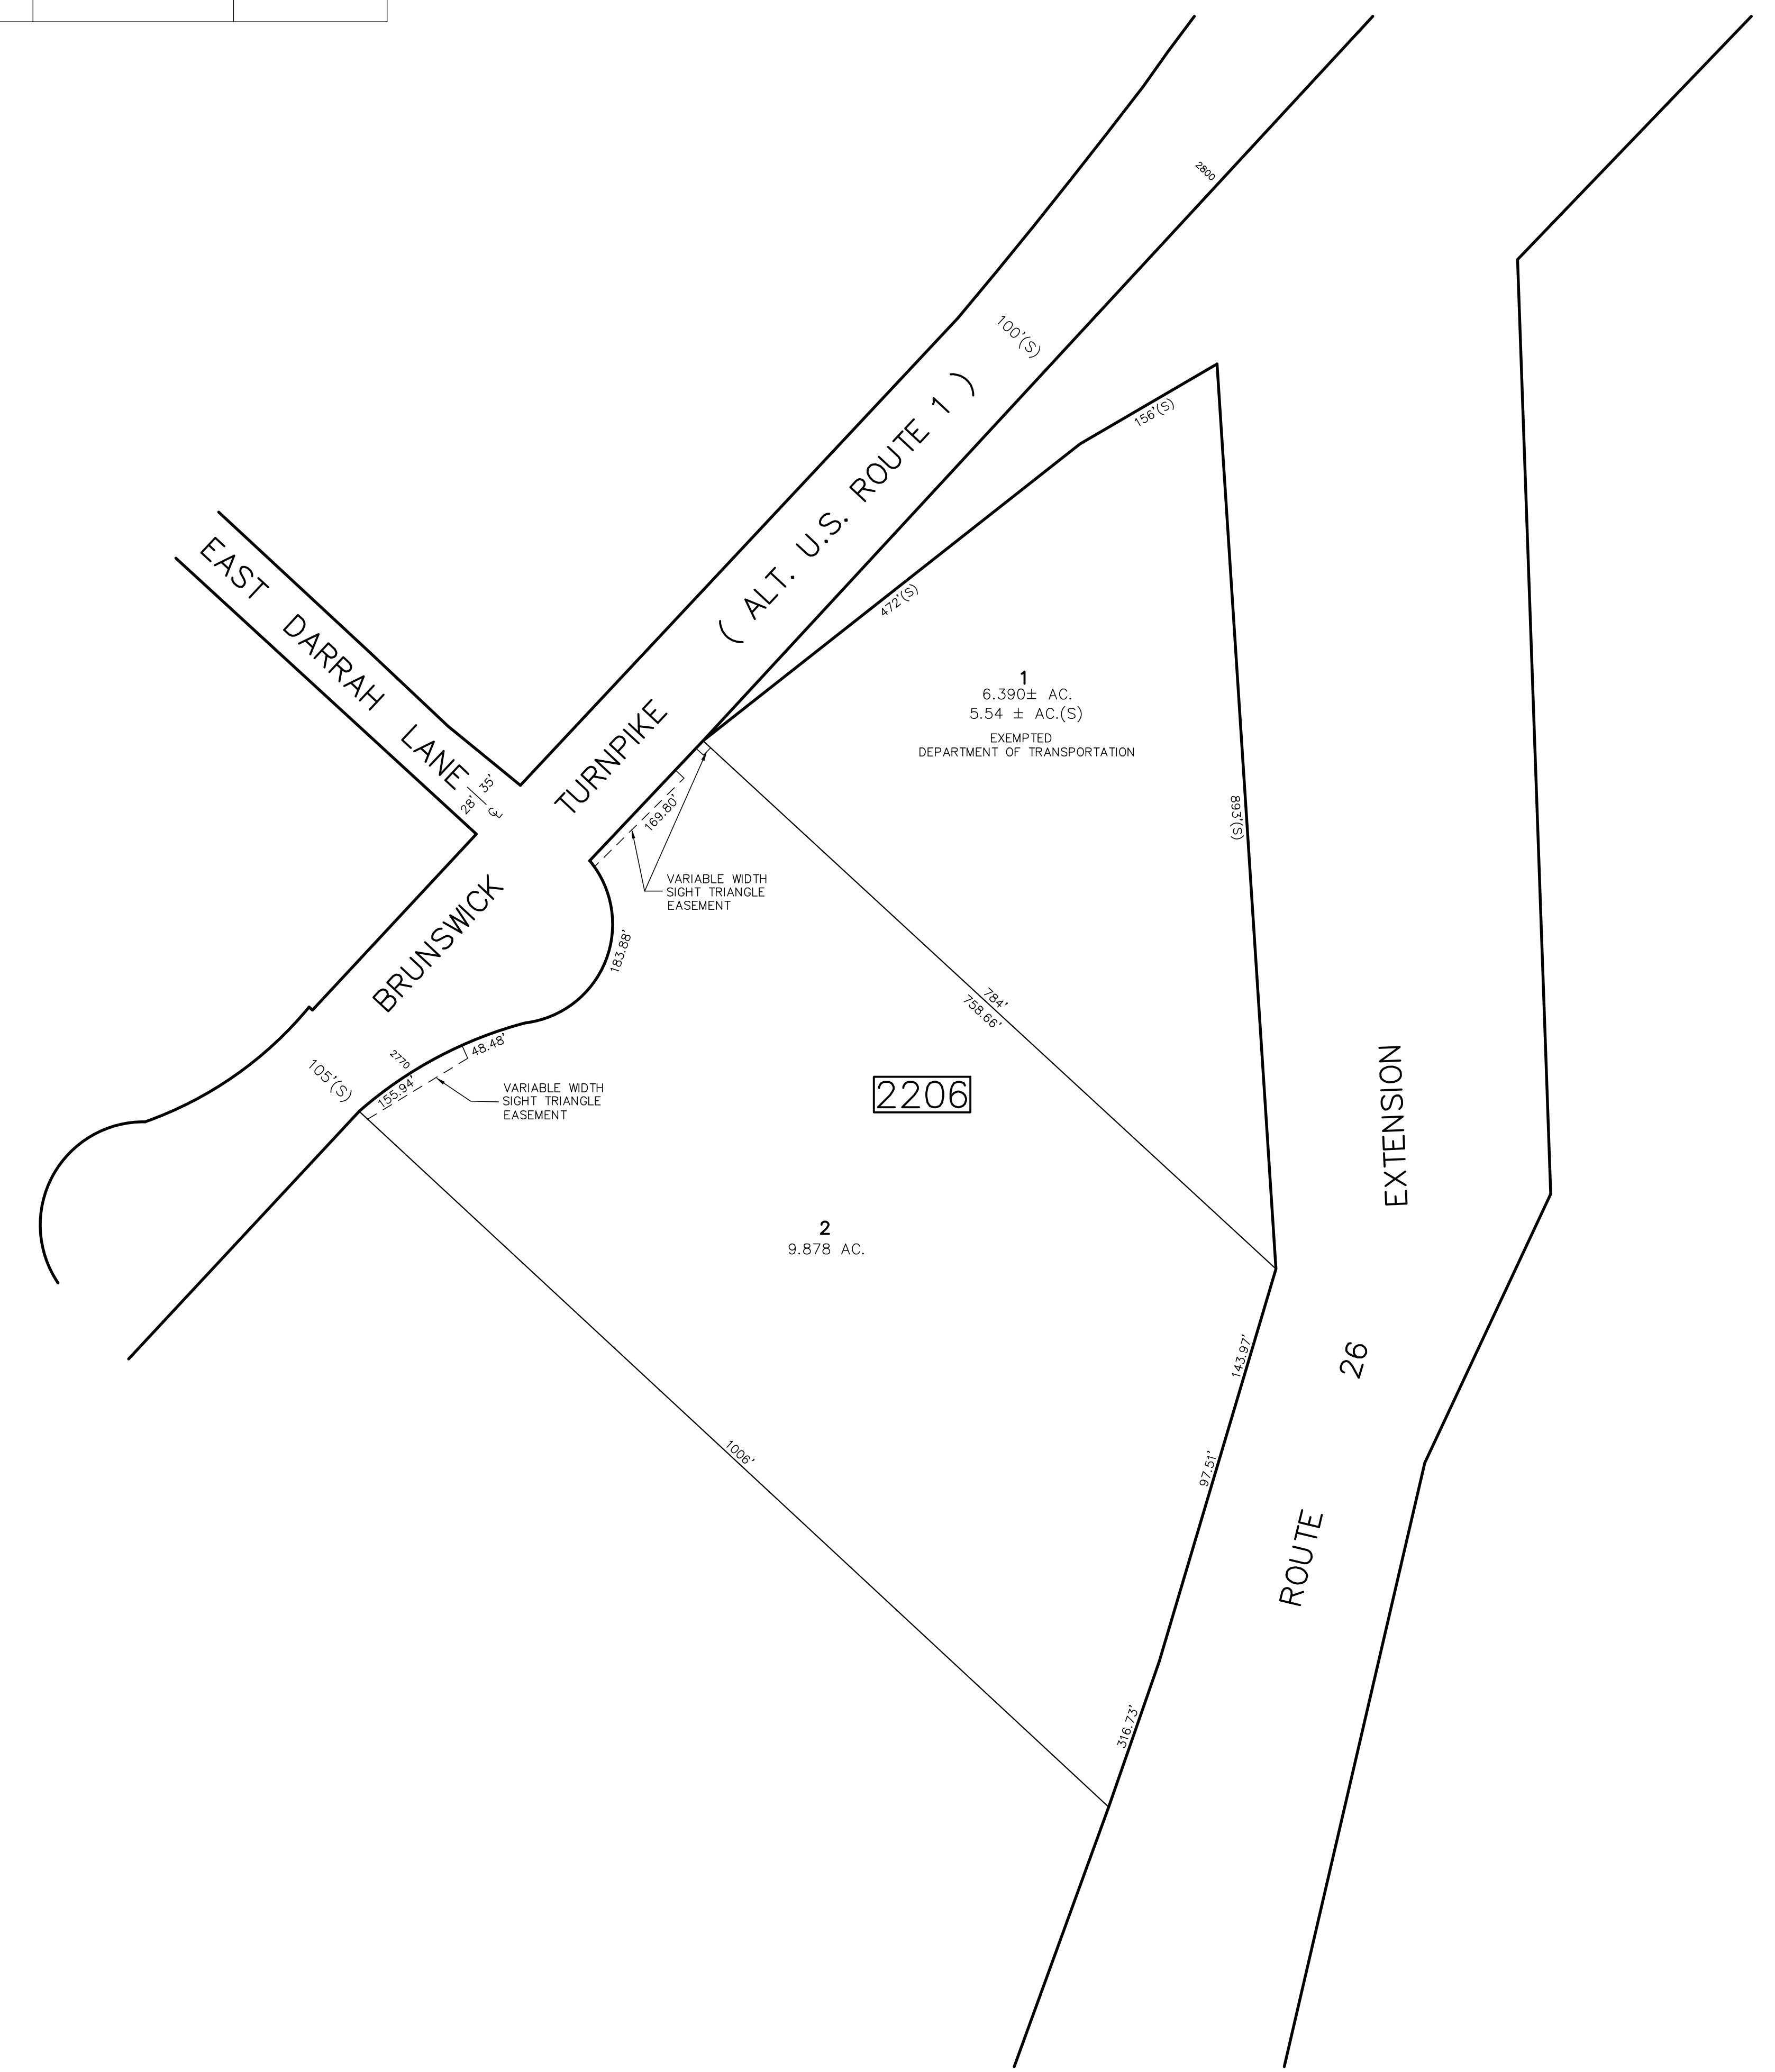 2800
100'(S)
( ALT. U.S. ROUTE 1 )
156'(S)
EAST DARRAH LANE
472'(S)
1
6.390± AC.
5.54 ± AC.(S)
EXEMPTED
DEPARTMENT OF TRANSPORTATION
BRUNSWICK TURNPIKE
28' 35'
169.80'
893'(S)
VARIABLE WIDTH
SIGHT TRIANGLE
EASEMENT
183.88'
784'
758.66'
48.48'
2770
105'(S)
155.94'
VARIABLE WIDTH
SIGHT TRIANGLE
EASEMENT
2206
2
9.878 AC.
ROUTE 26 EXTENSION
143.97'
1006'
97.51'
316.73'